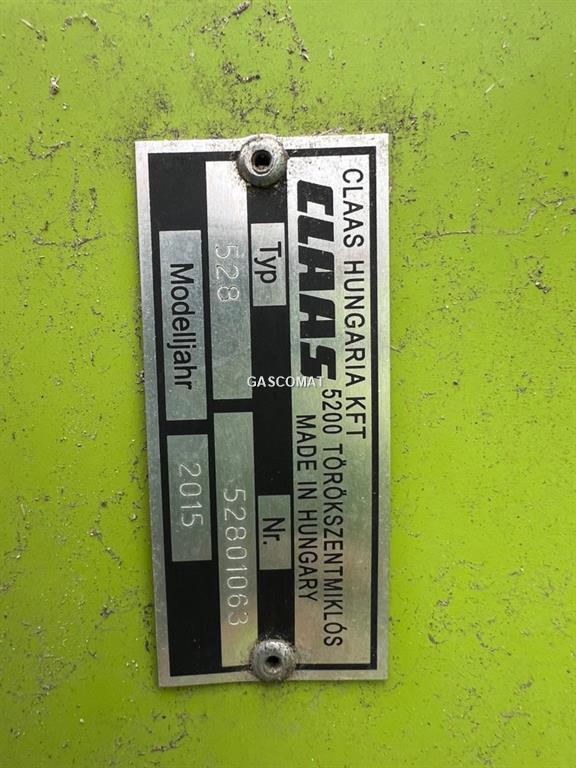 CLAAS HUNGARIA KFT
CLAAS 5200 TÖRÖKSZENTMIKLÓS
MADE IN HUNGARY
Typ Nr.
528 52801063
Modelljahr 2015
GASCOMAT